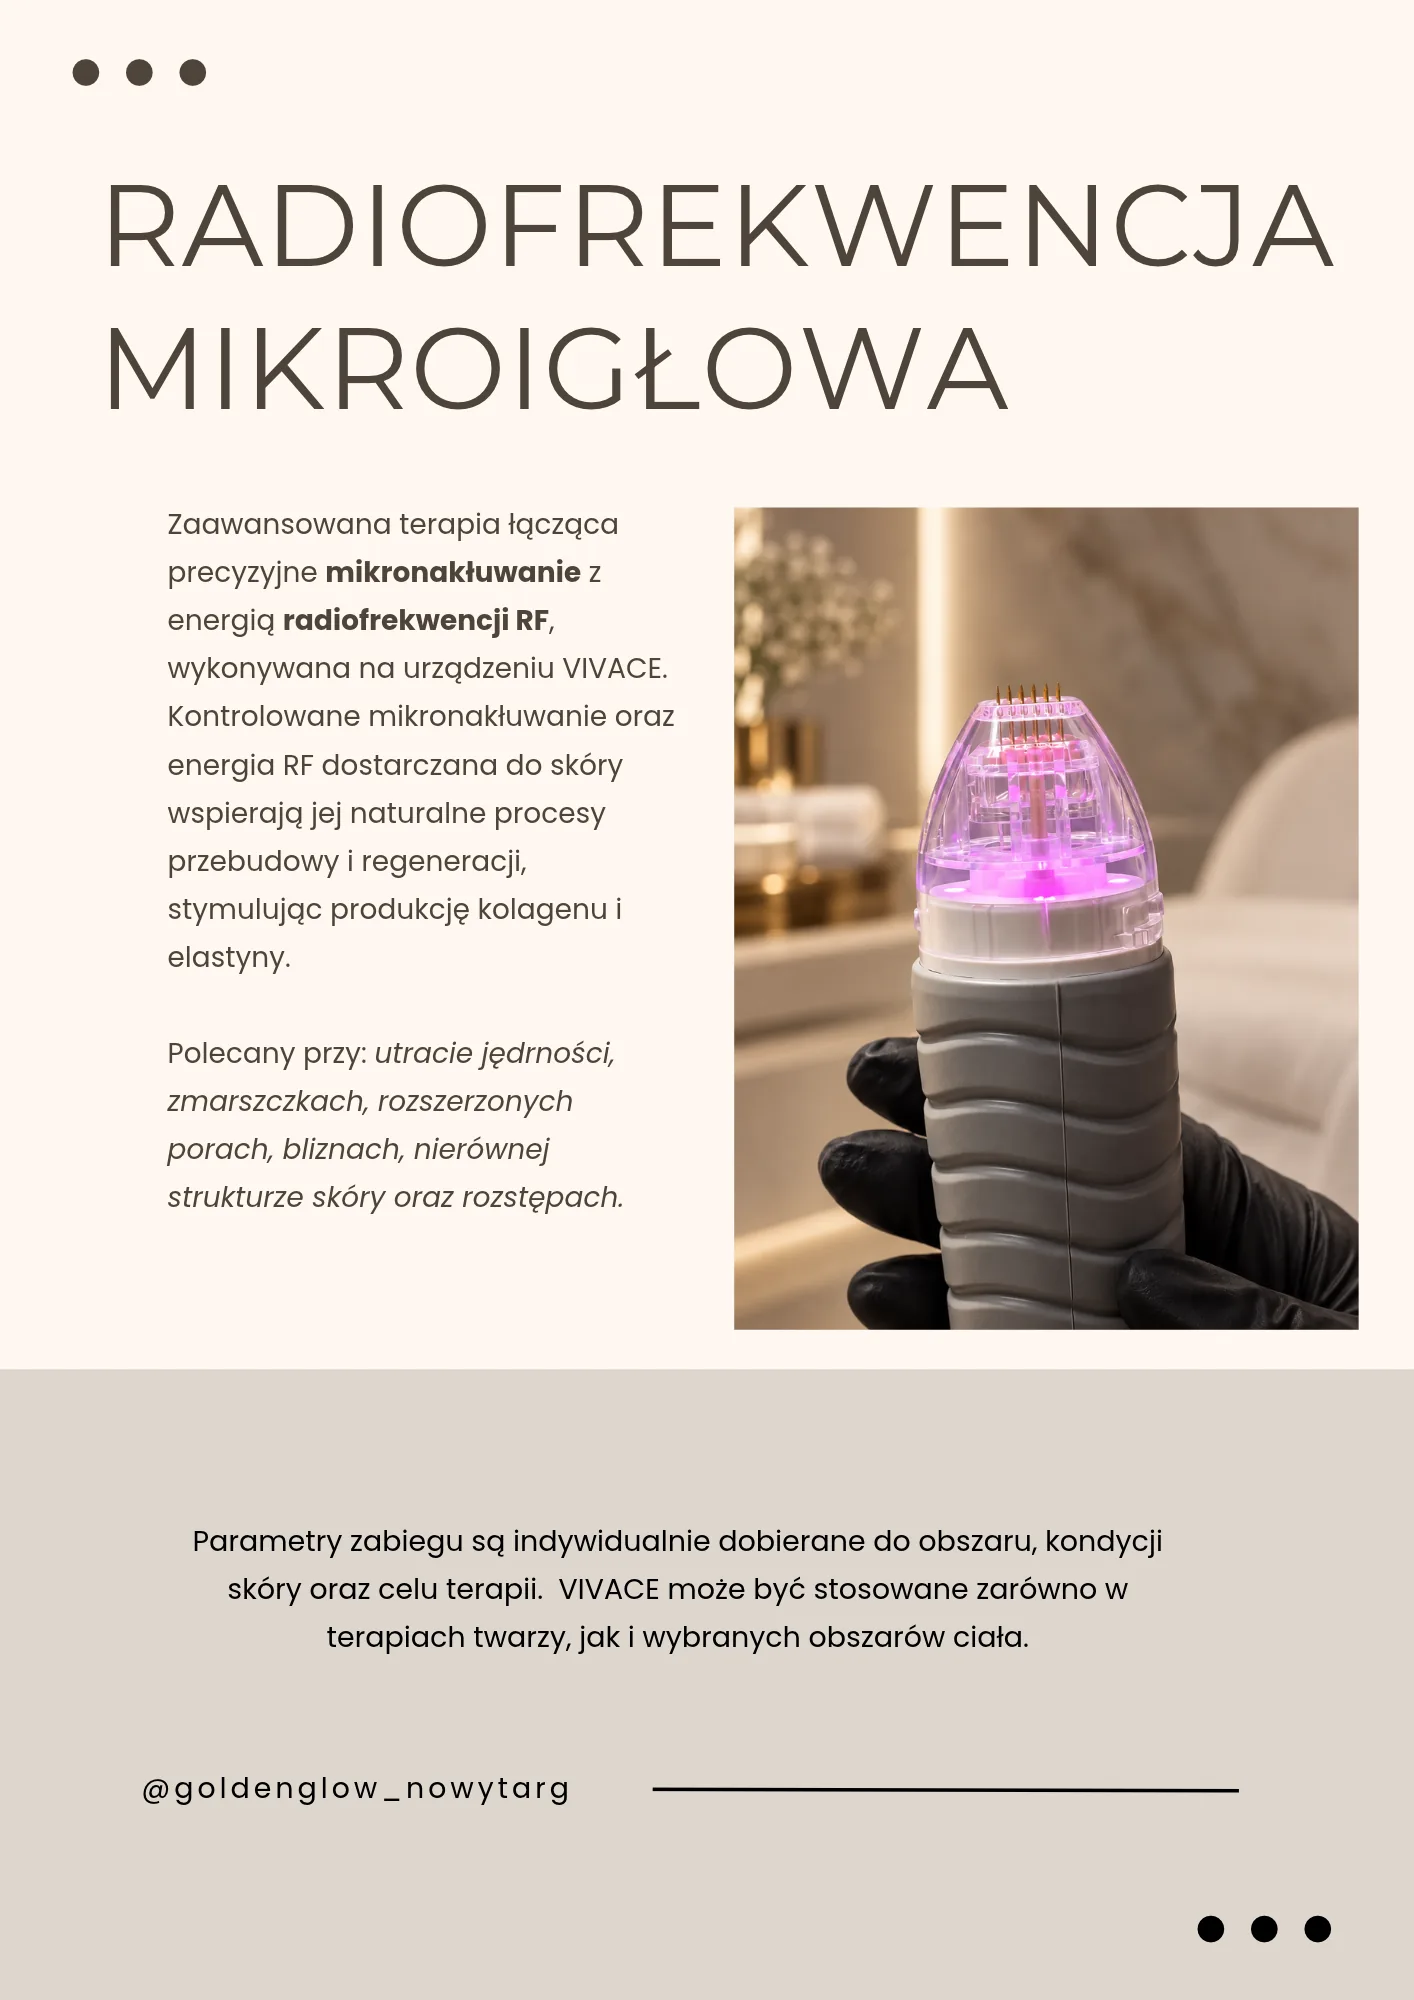 RADIOFREKWENCJA
MIKROIGŁOWA
Zaawansowana terapia łącząca
precyzyjne mikronakłuwanie z
energią radiofrekwencji RF,
wykonywana na urządzeniu VIVACE.
Kontrolowane mikronakłuwanie oraz
energia RF dostarczana do skóry
wspierają jej naturalne procesy
przebudowy i regeneracji,
stymulując produkcję kolagenu i
elastyny.
Polecany przy: utracie jędrności,
zmarszczkach, rozszerzonych
porach, bliznach, nierównej
strukturze skóry oraz rozstępach.
Parametry zabiegu są indywidualnie dobierane do obszaru, kondycji
skóry oraz celu terapii.  VIVACE może być stosowane zarówno w
terapiach twarzy, jak i wybranych obszarów ciała.
@goldenglow_nowytarg